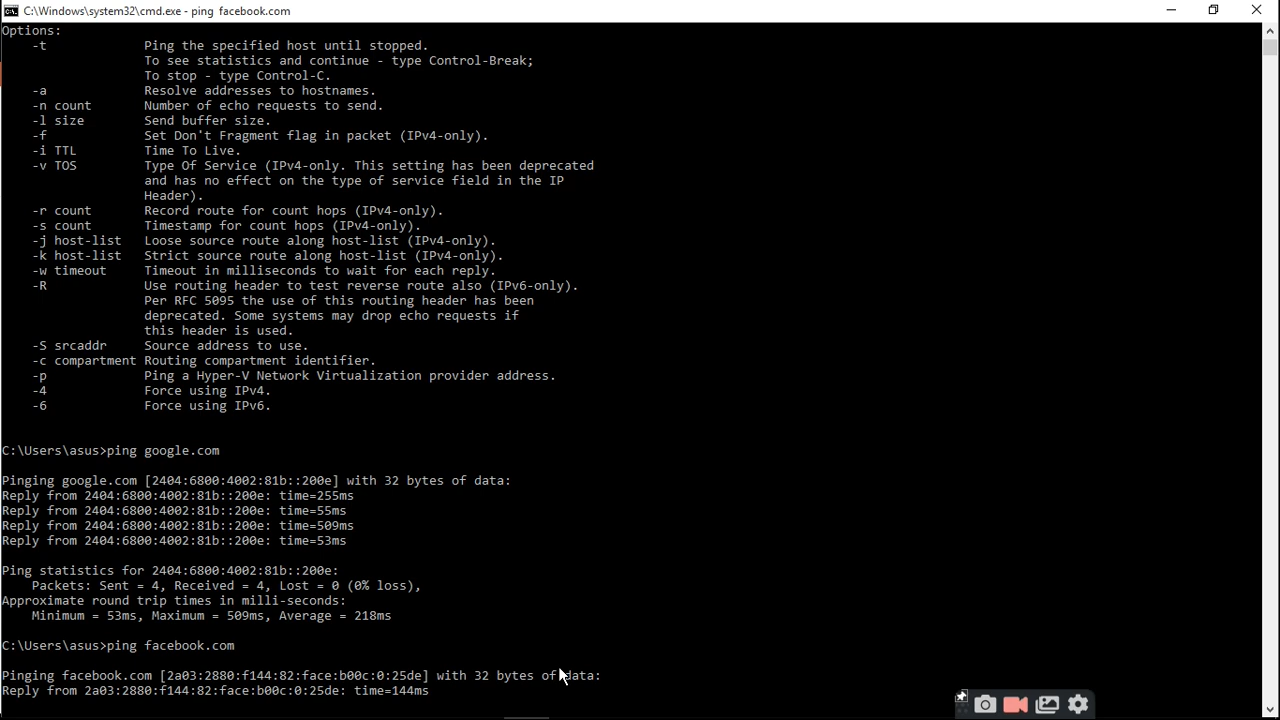 C:\Windows\system32\cmd.exe - ping  facebook.com
Options:
-t Ping the specified host until stopped.
To see statistics and continue - type Control-Break;
To stop - type Control-C.
-a Resolve addresses to hostnames.
-n count Number of echo requests to send.
-l size Send buffer size.
-f Set Don't Fragment flag in packet (IPv4-only).
-i TTL Time To Live.
-v TOS Type Of Service (IPv4-only. This setting has been deprecated
and has no effect on the type of service field in the IP
Header).
-r count Record route for count hops (IPv4-only).
-s count Timestamp for count hops (IPv4-only).
-j host-list Loose source route along host-list (IPv4-only).
-k host-list Strict source route along host-list (IPv4-only).
-w timeout Timeout in milliseconds to wait for each reply.
-R Use routing header to test reverse route also (IPv6-only).
Per RFC 5095 the use of this routing header has been
deprecated. Some systems may drop echo requests if
this header is used.
-S srcaddr Source address to use.
-c compartment Routing compartment identifier.
-p Ping a Hyper-V Network Virtualization provider address.
-4 Force using IPv4.
-6 Force using IPv6.
C:\Users\asus>ping google.com
Pinging google.com [2404:6800:4002:81b::200e] with 32 bytes of data:
Reply from 2404:6800:4002:81b::200e: time=255ms
Reply from 2404:6800:4002:81b::200e: time=55ms
Reply from 2404:6800:4002:81b::200e: time=509ms
Reply from 2404:6800:4002:81b::200e: time=53ms
Ping statistics for 2404:6800:4002:81b::200e:
Packets: Sent = 4, Received = 4, Lost = 0 (0% loss),
Approximate round trip times in milli-seconds:
Minimum = 53ms, Maximum = 509ms, Average = 218ms
C:\Users\asus>ping facebook.com
Pinging facebook.com [2a03:2880:f144:82:face:b00c:0:25de] with 32 bytes of data:
Reply from 2a03:2880:f144:82:face:b00c:0:25de: time=144ms